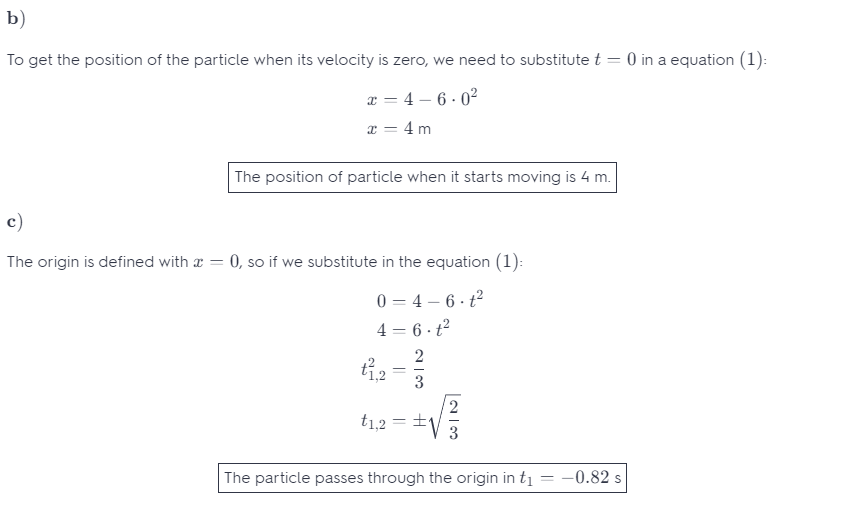 b)
To get the position of the particle when its velocity is zero, we need to substitute t = 0 in a equation (1):
x = 4 − 6 · 0²
x = 4 m
The position of particle when it starts moving is 4 m.
c)
The origin is defined with x = 0, so if we substitute in the equation (1):
0 = 4 − 6 · t²
4 = 6 · t²
t²₁,₂ = 2/3
t₁,₂ = ±√(2/3)
The particle passes through the origin in t₁ = −0.82 s